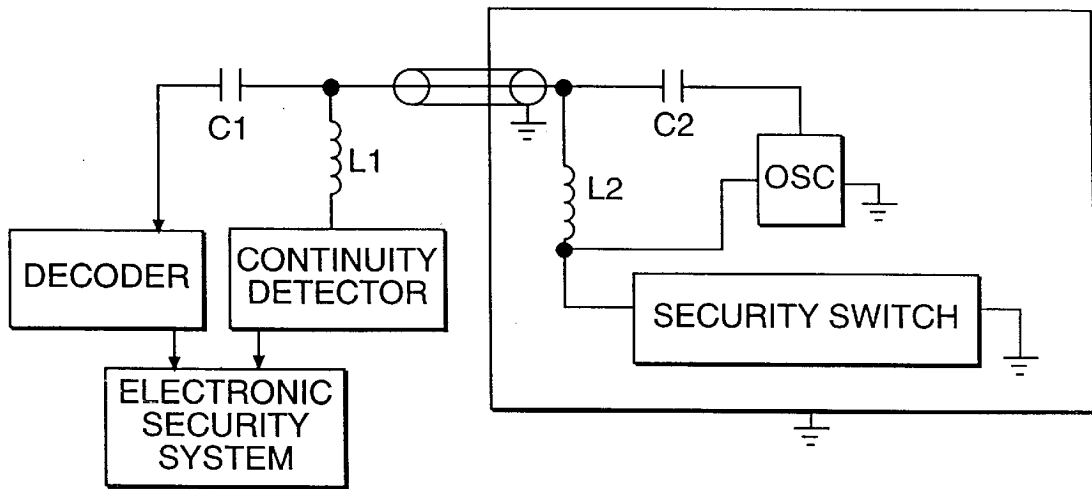 C1
C2
L1
L2
OSC
DECODER
CONTINUITY
DETECTOR
SECURITY SWITCH
ELECTRONIC
SECURITY
SYSTEM